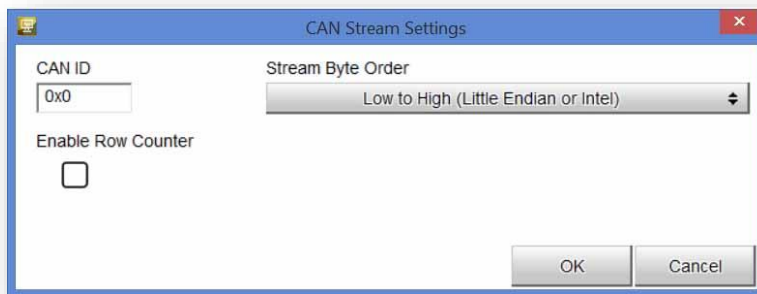 CAN Stream Settings
CAN ID
Stream Byte Order
0x0
Low to High (Little Endian or Intel)
Enable Row Counter
OK
Cancel